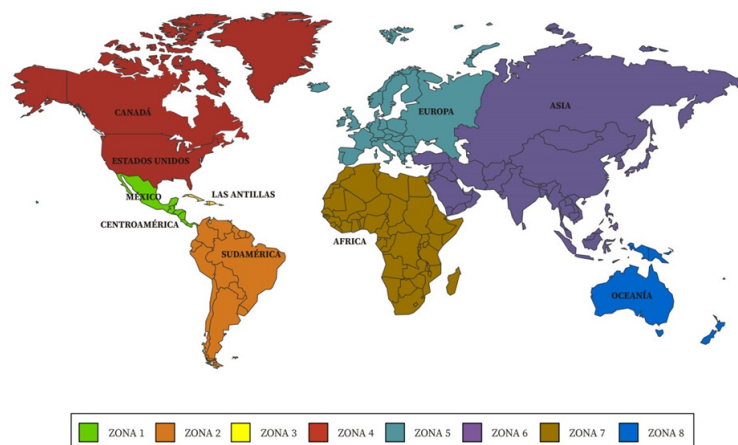 CANADÁ
EUROPA
ASIA
ESTADOS UNIDOS
MÉXICO
LAS ANTILLAS
CENTROAMÉRICA
AFRICA
SUDAMÉRICA
OCEANÍA
ZONA 1
ZONA 2
ZONA 3
ZONA 4
ZONA 5
ZONA 6
ZONA 7
ZONA 8